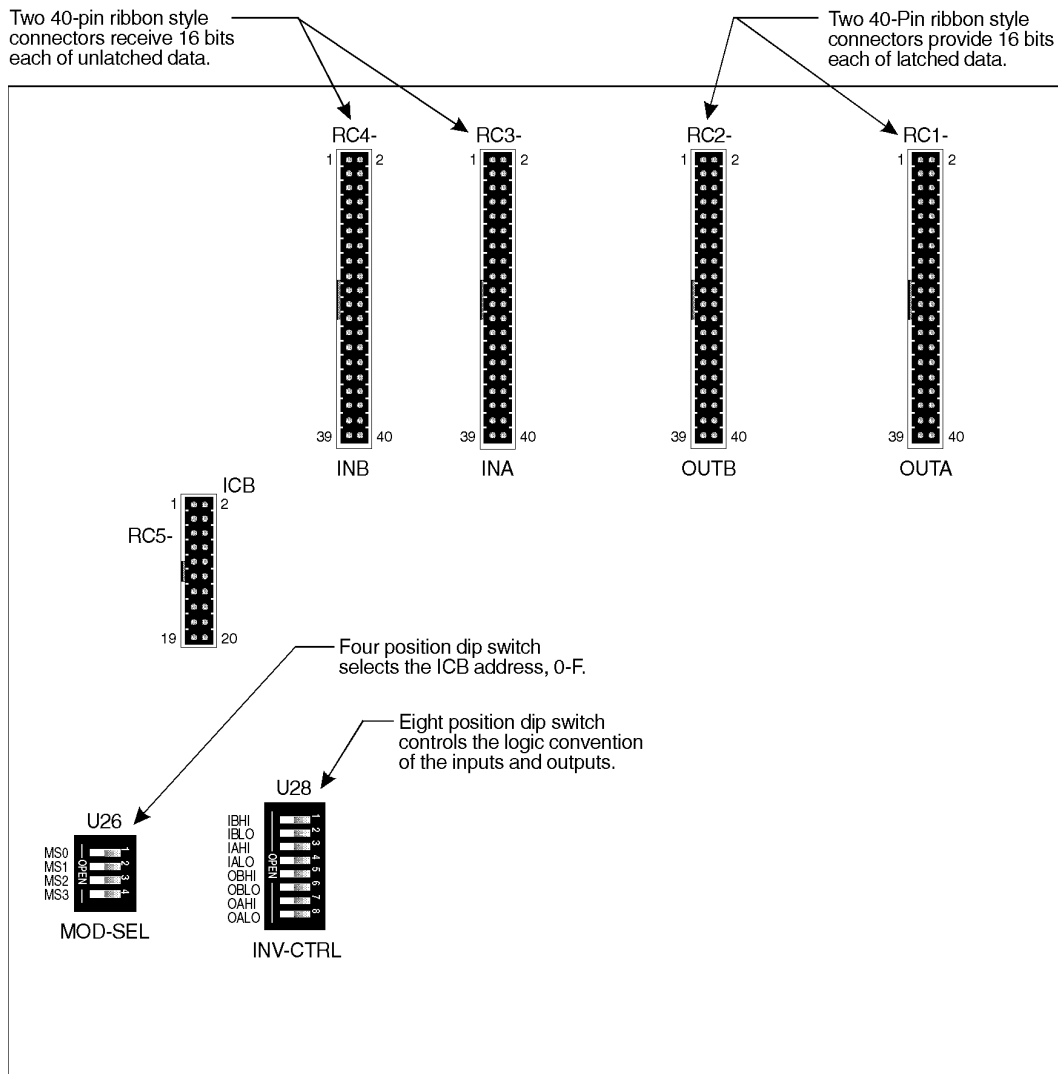 Two 40-pin ribbon style
connectors receive 16 bits
each of unlatched data.
Two 40-Pin ribbon style
connectors provide 16 bits
each of latched data.
RC4-
RC3-
RC2-
RC1-
1 2
1 2
1 2
1 2
39 40
39 40
39 40
39 40
INB
INA
OUTB
OUTA
ICB
1 2
RC5-
19 20
Four position dip switch
selects the ICB address, 0-F.
Eight position dip switch
controls the logic convention
of the inputs and outputs.
U26
MS0
MS1
MS2
MS3
OPEN
1
2
3
4
MOD-SEL
U28
IBHI
IBLO
IAHI
IALO
OBHI
OBLO
OAHI
OALO
OPEN
1
2
3
4
5
6
7
8
INV-CTRL